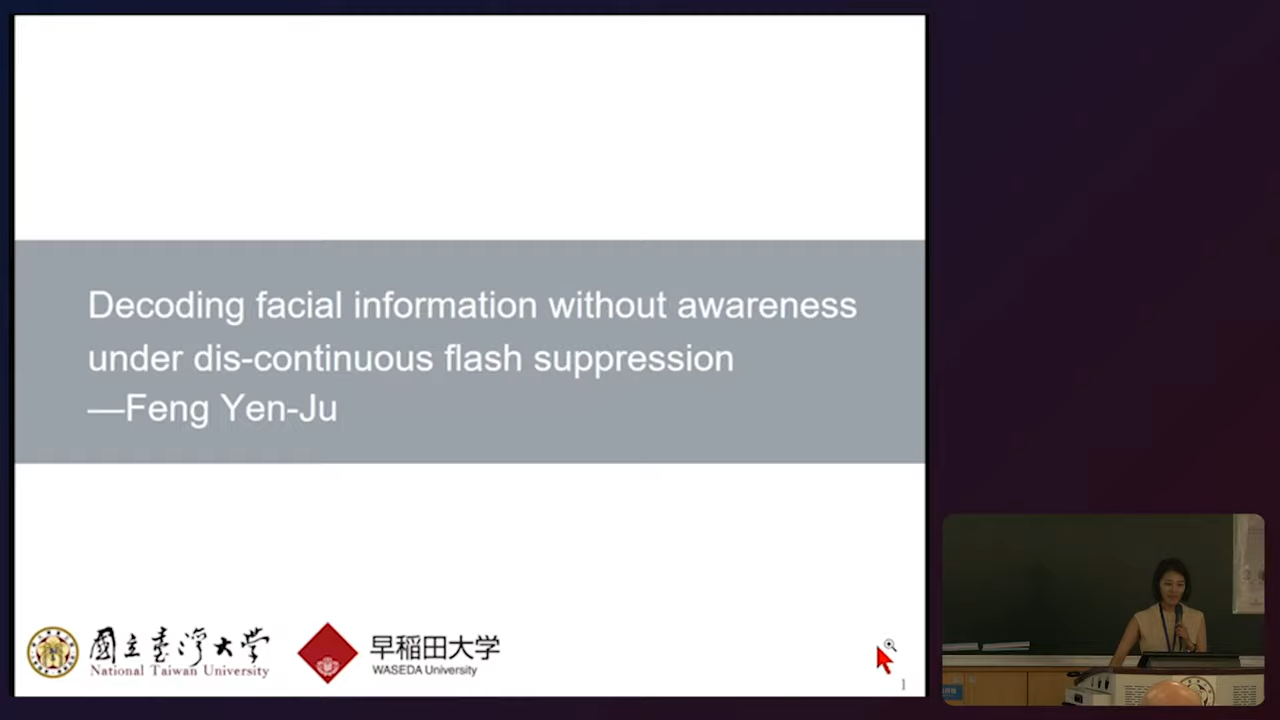 Decoding facial information without awareness
under dis-continuous flash suppression
—Feng Yen-Ju
國立臺灣大學
National Taiwan University
早稲田大学
WASEDA University
1